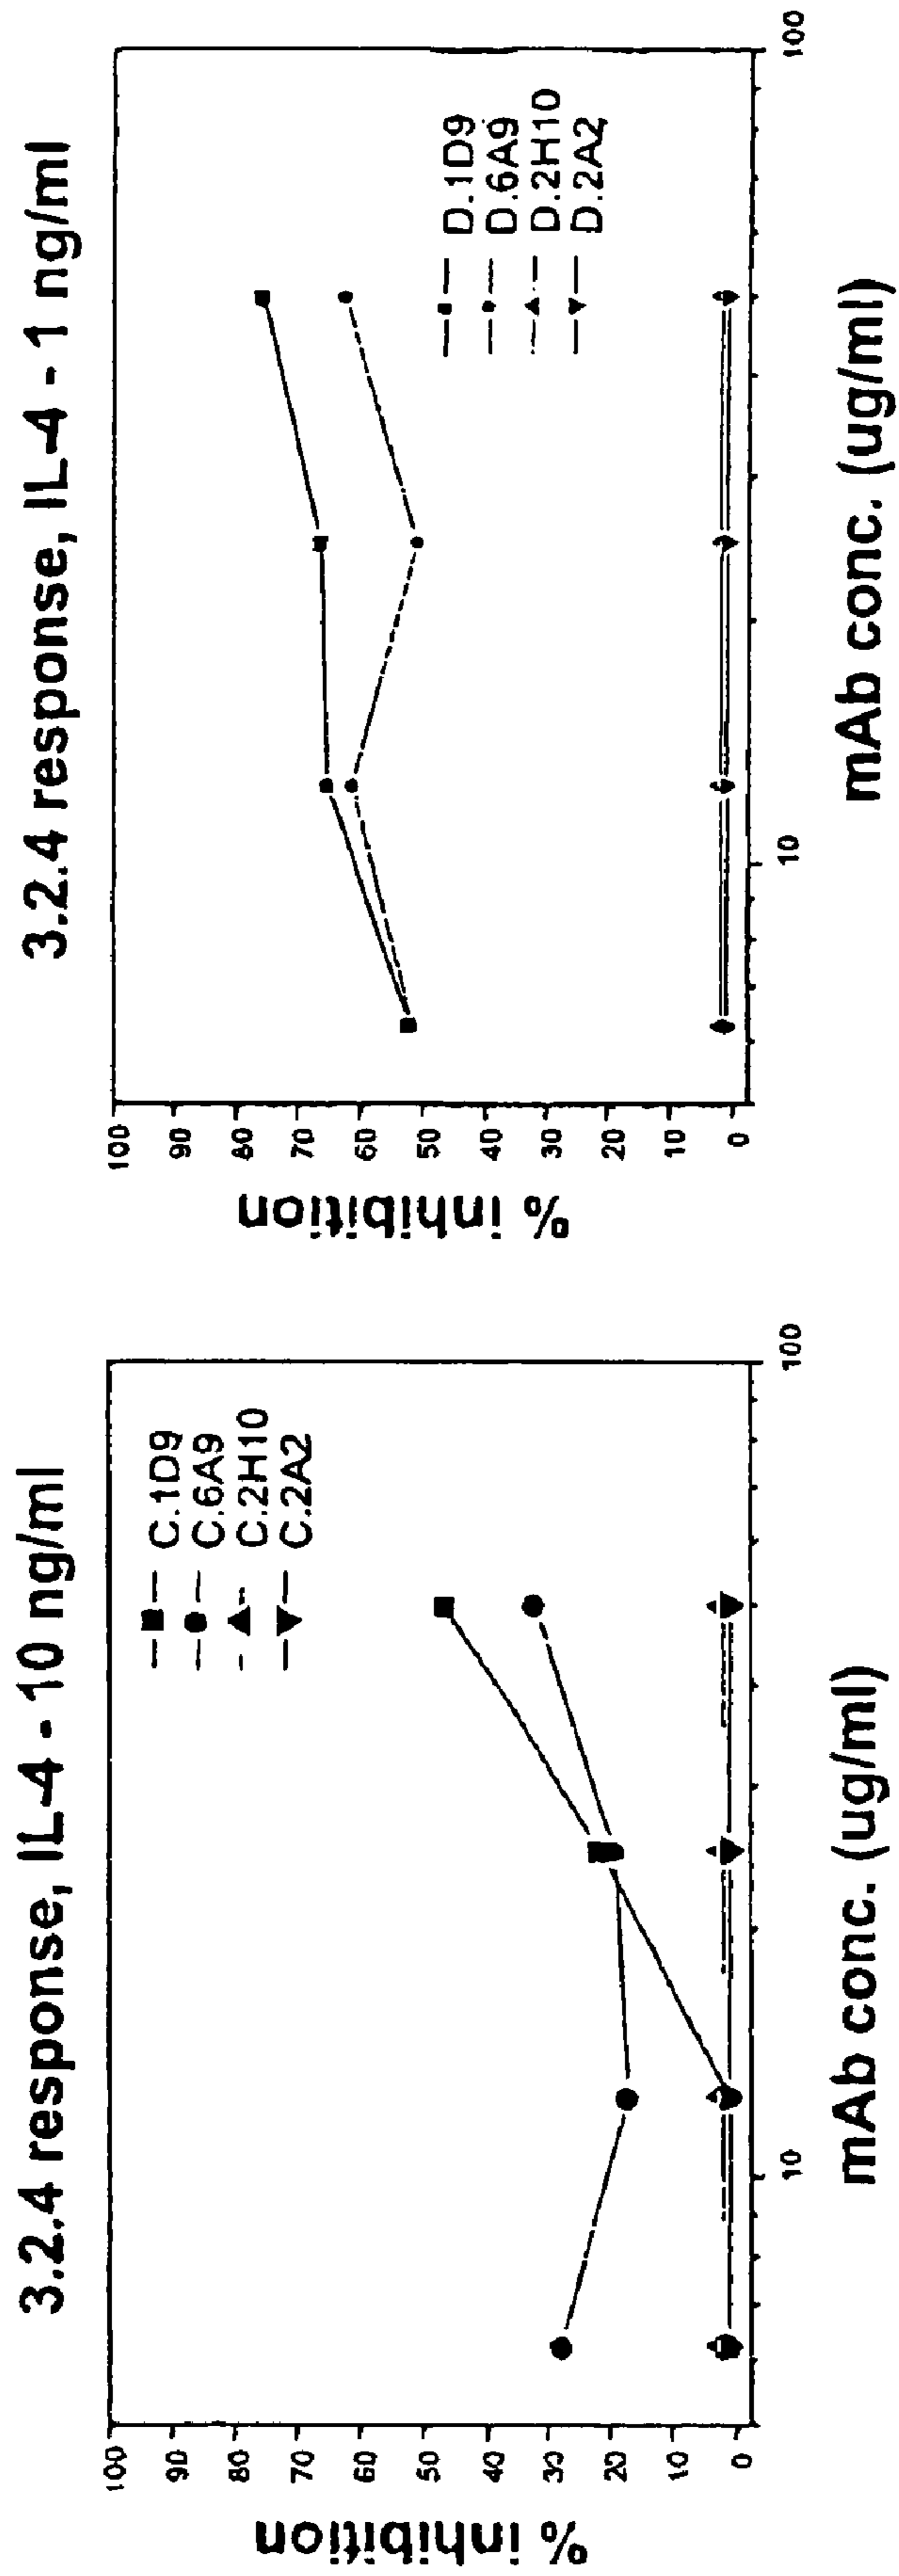 3.2.4 response, IL-4 - 10 ng/ml
% inhibition
100
90
80
70
60
50
40
30
20
10
0
C.1D9
C.6A9
C.2H10
C.2A2
10
100
mAb conc. (ug/ml)
3.2.4 response, IL-4 - 1 ng/ml
% inhibition
100
90
80
70
60
50
40
30
20
10
0
D.1D9
D.6A9
D.2H10
D.2A2
10
100
mAb conc. (ug/ml)